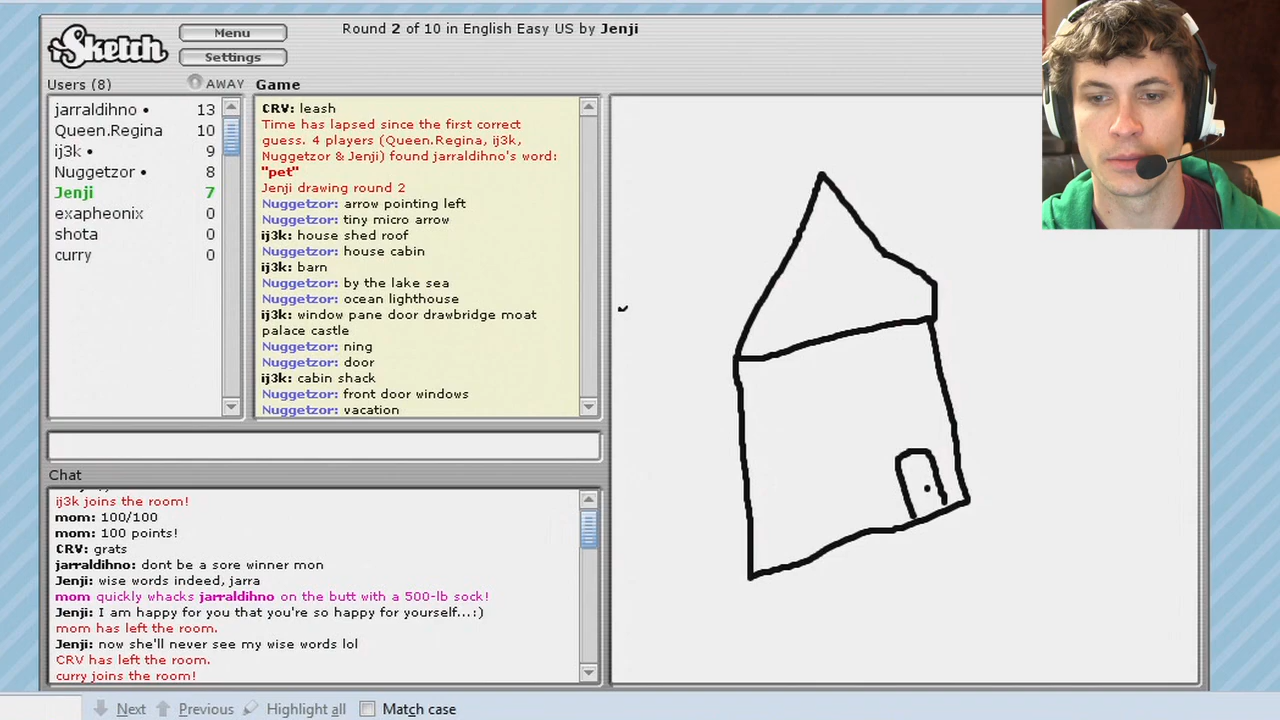 iSketch
Menu
Settings
Round 2 of 10 in English Easy US by Jenji
Users (8)
AWAY
Game
jarraldihno • 13
Queen.Regina 10
ij3k • 9
Nuggetzor • 8
Jenji 7
exapheonix 0
shota 0
curry 0
CRV: leash
Time has lapsed since the first correct
guess. 4 players (Queen.Regina, ij3k,
Nuggetzor & Jenji) found jarraldihno's word:
"pet"
Jenji drawing round 2
Nuggetzor: arrow pointing left
Nuggetzor: tiny micro arrow
ij3k: house shed roof
Nuggetzor: house cabin
ij3k: barn
Nuggetzor: by the lake sea
Nuggetzor: ocean lighthouse
ij3k: window pane door drawbridge moat
palace castle
Nuggetzor: ning
Nuggetzor: door
ij3k: cabin shack
Nuggetzor: front door windows
Nuggetzor: vacation
Chat
ij3k joins the room!
mom: 100/100
mom: 100 points!
CRV: grats
jarraldihno: dont be a sore winner mon
Jenji: wise words indeed, jarra
mom quickly whacks jarraldihno on the butt with a 500-lb sock!
Jenji: I am happy for you that you're so happy for yourself...:)
mom has left the room.
Jenji: now she'll never see my wise words lol
CRV has left the room.
curry joins the room!
Next
Previous
Highlight all
Match case